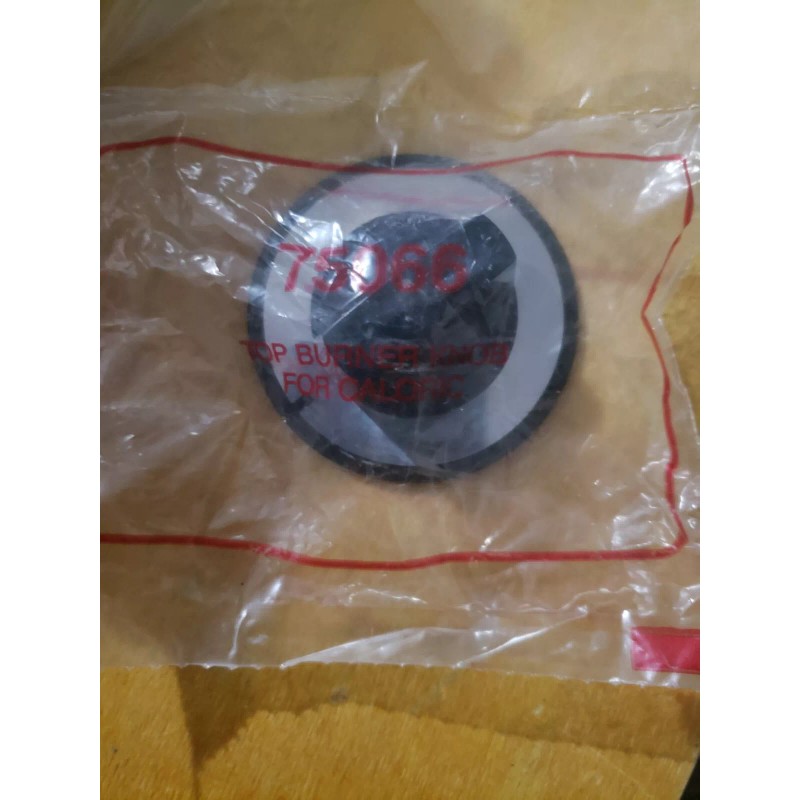 75066
TOP BURNER KNOB
FOR CALORIC